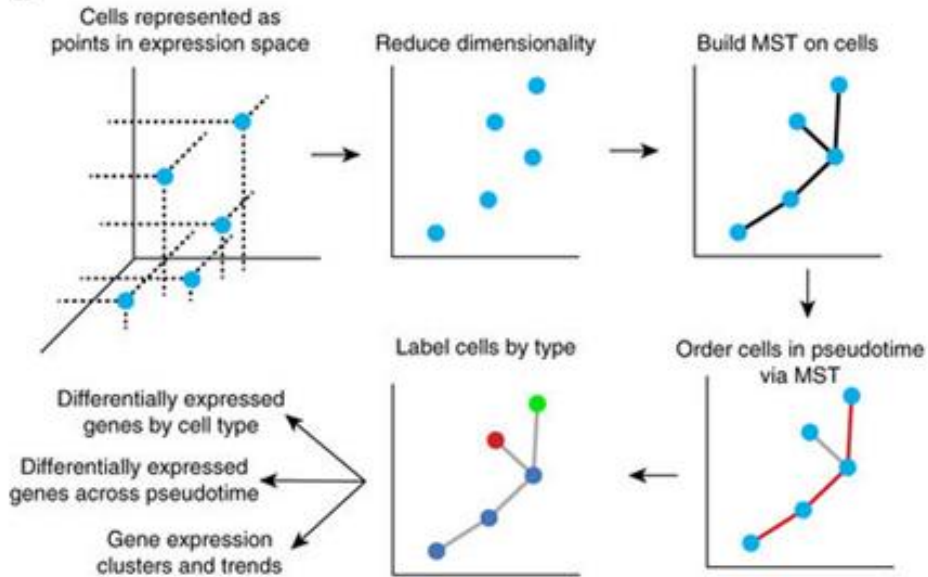 Cells represented as
points in expression space
Reduce dimensionality
Build MST on cells
Order cells in pseudotime
via MST
Label cells by type
Differentially expressed
genes by cell type
Differentially expressed
genes across pseudotime
Gene expression
clusters and trends